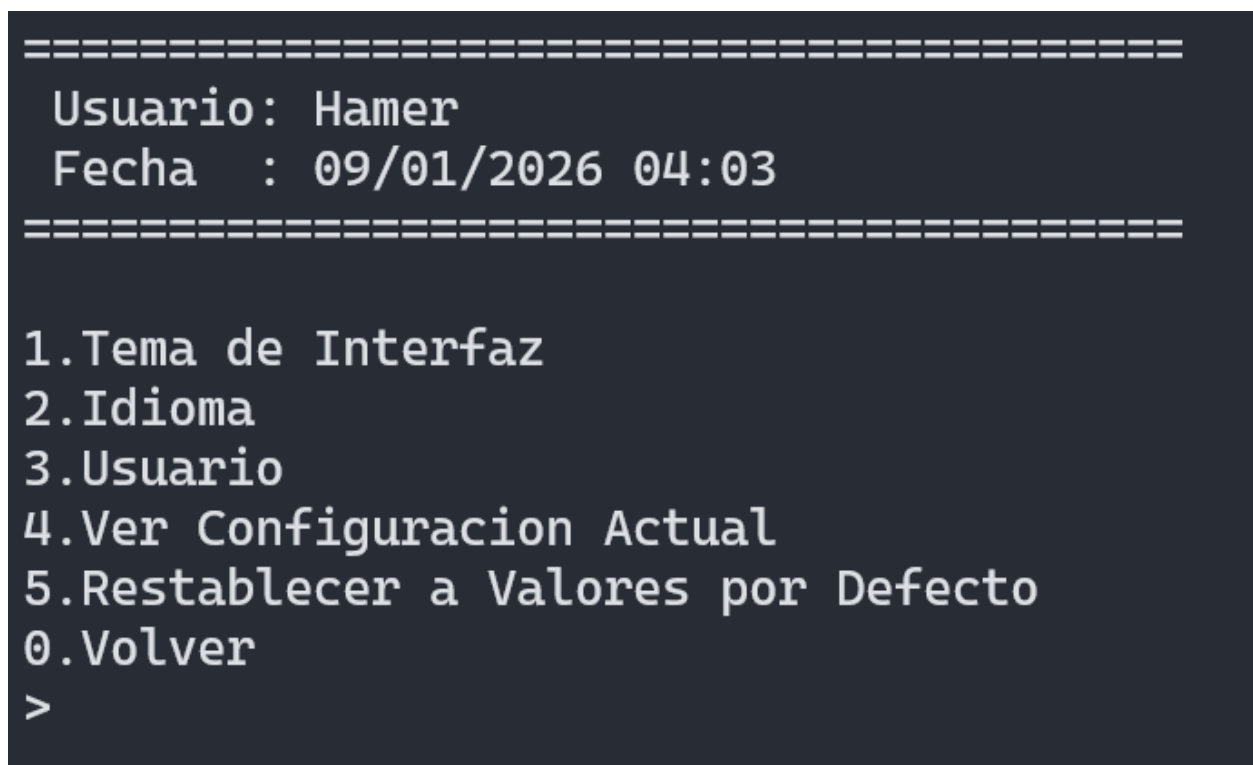 ========================================
Usuario: Hamer
Fecha  : 09/01/2026 04:03
========================================
1.Tema de Interfaz
2.Idioma
3.Usuario
4.Ver Configuracion Actual
5.Restablecer a Valores por Defecto
0.Volver
>